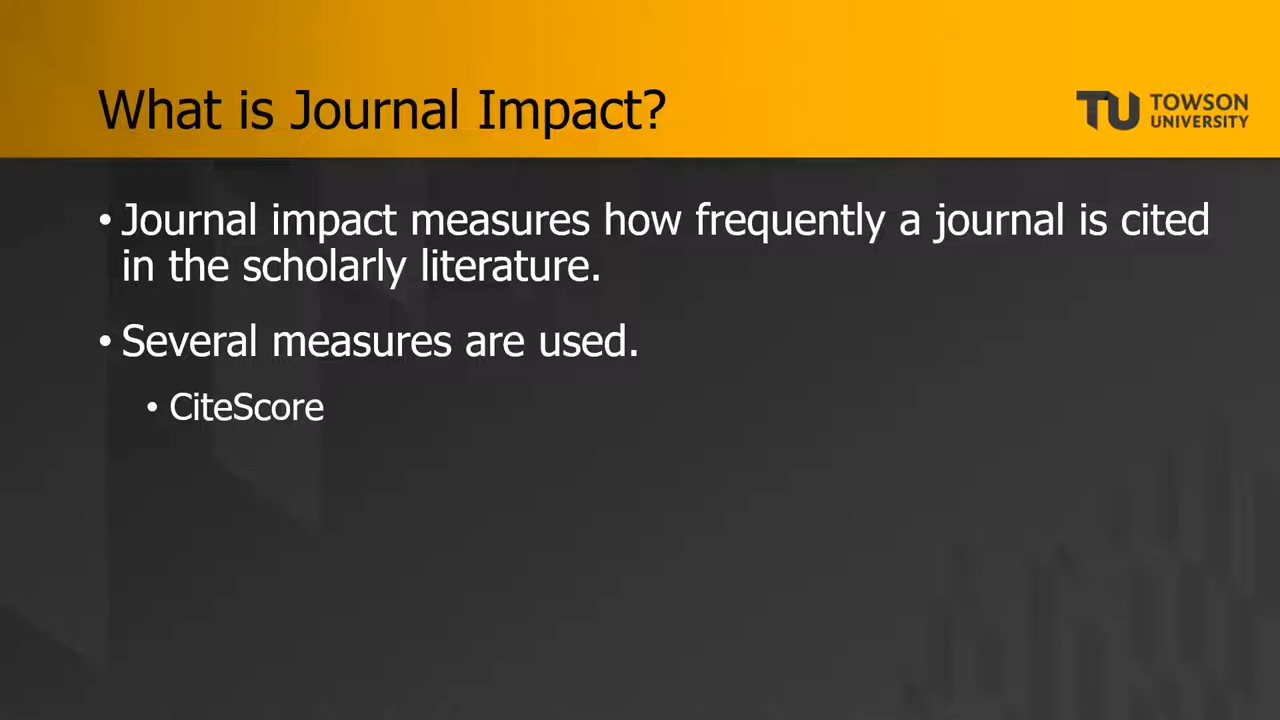 What is Journal Impact?
TU TOWSON
UNIVERSITY
• Journal impact measures how frequently a journal is cited
in the scholarly literature.
• Several measures are used.
• CiteScore